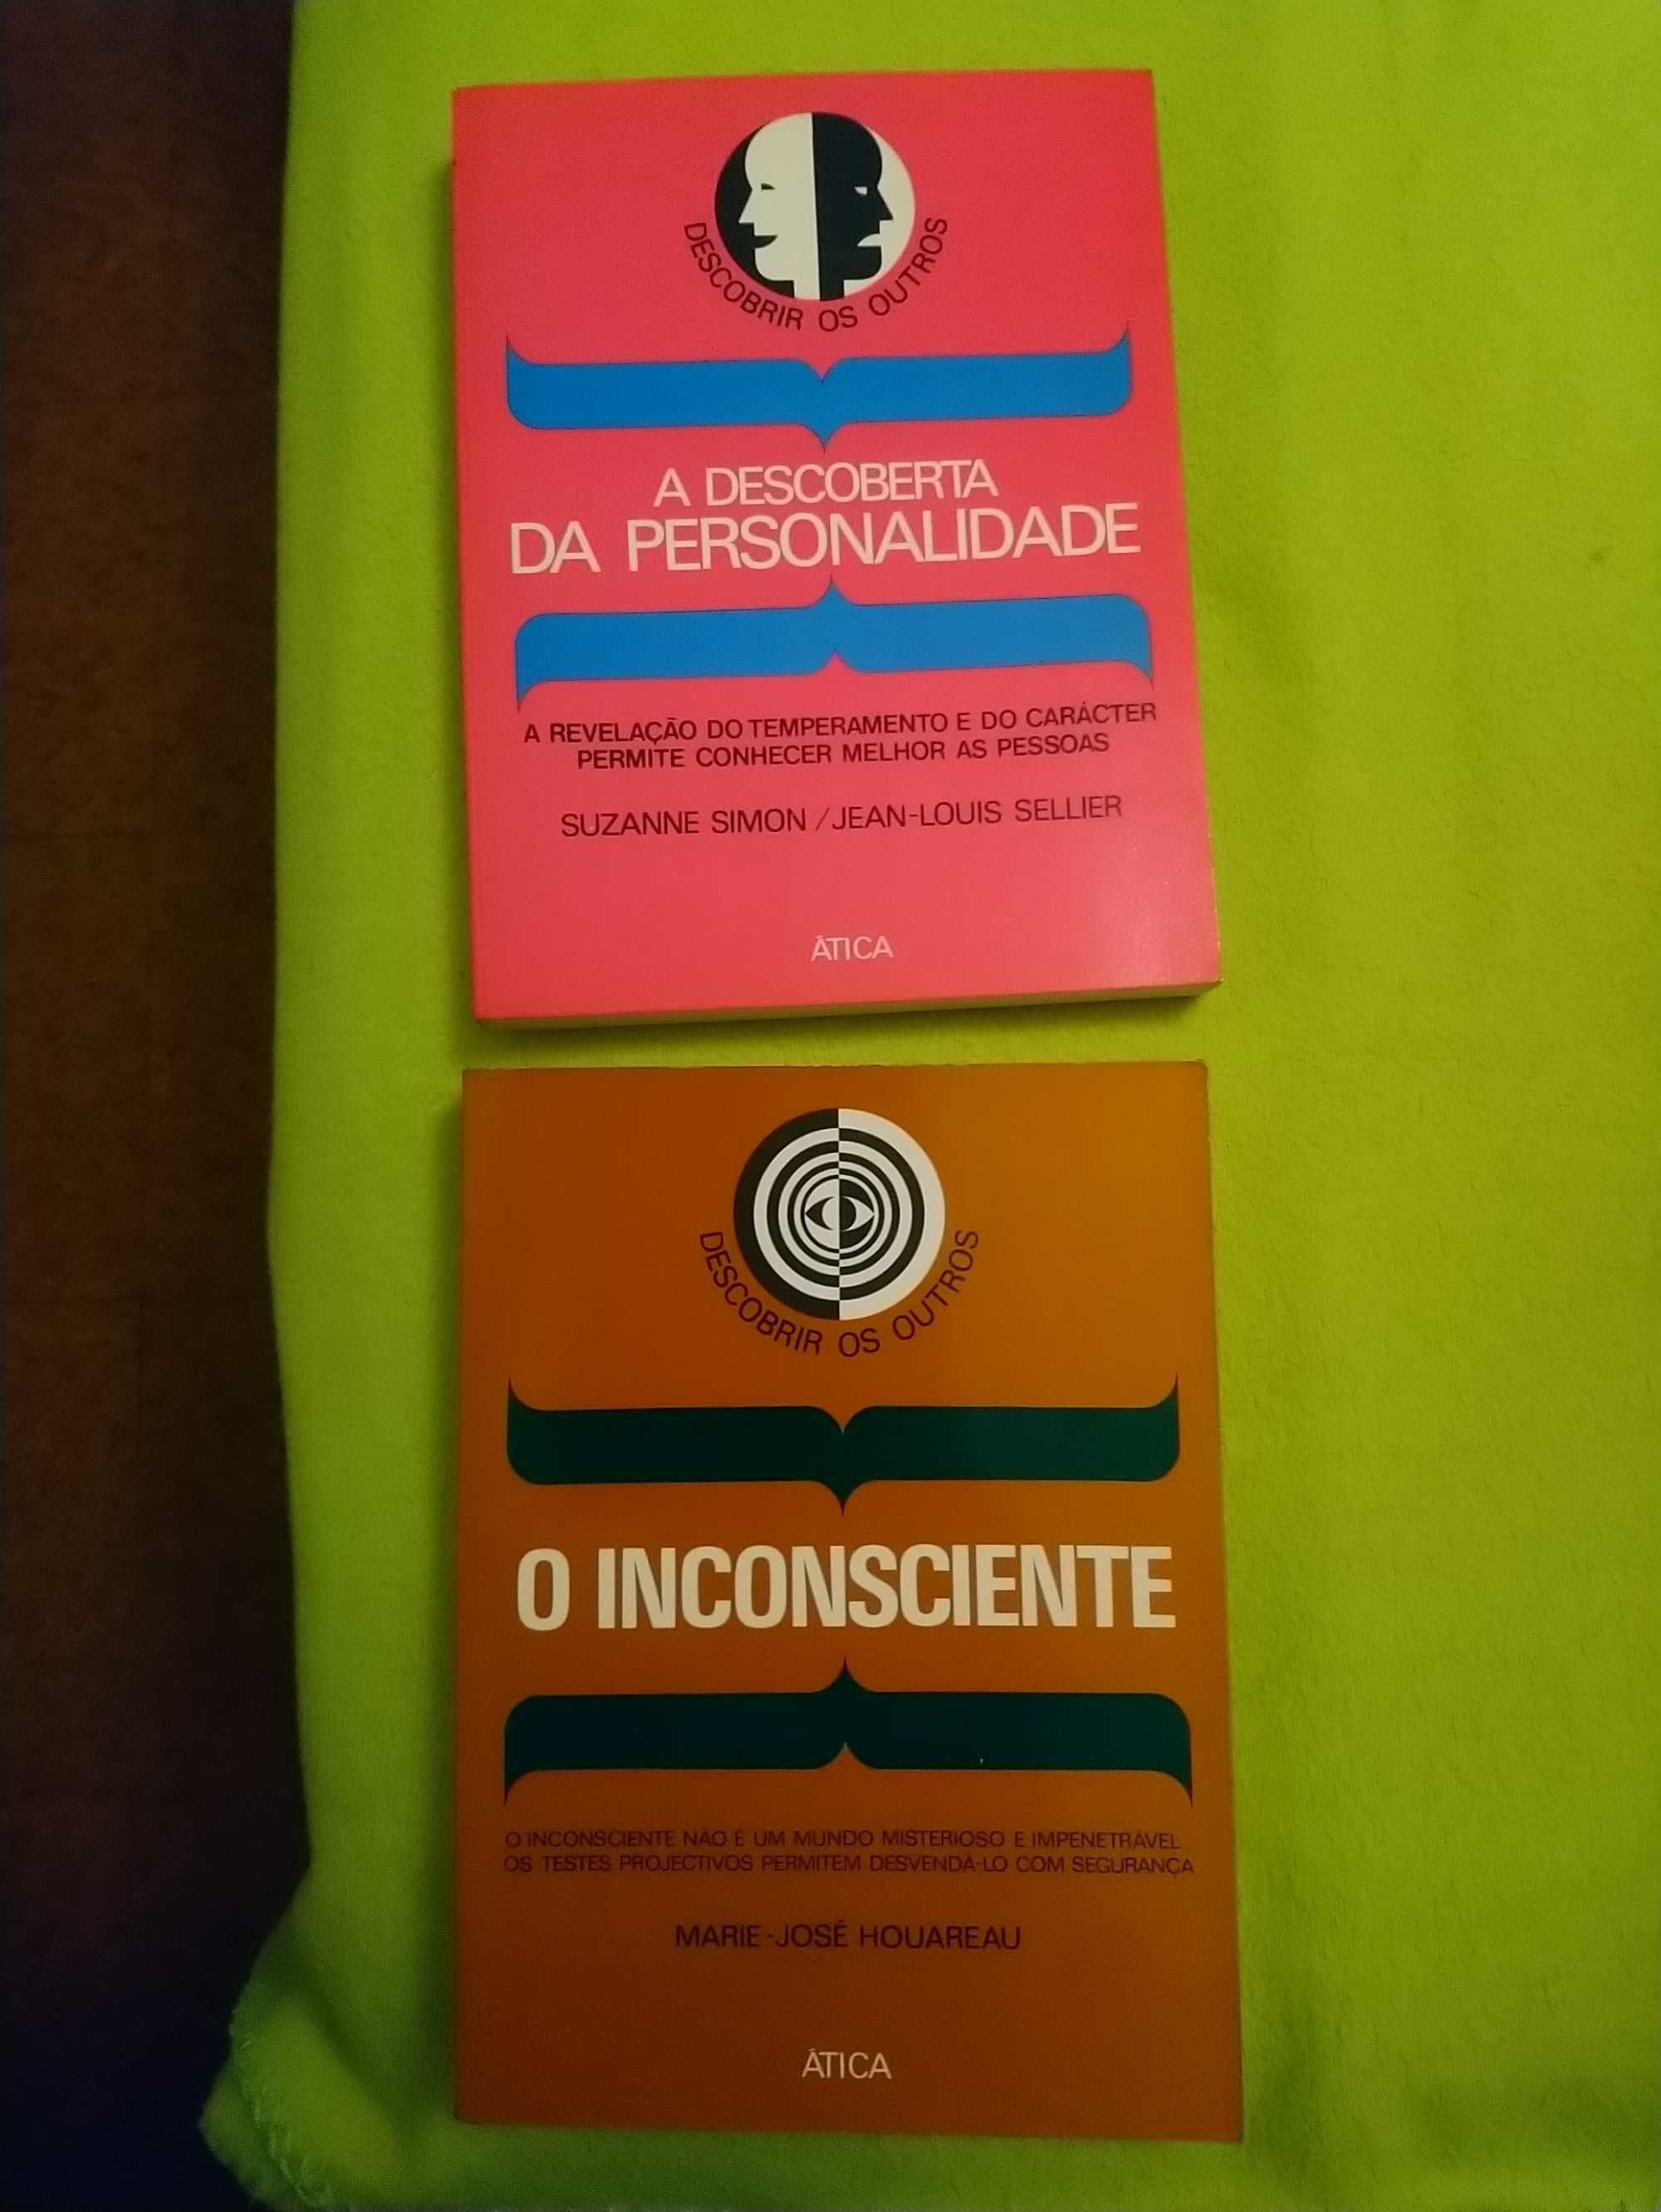 DESCOBRIR OS OUTROS
A DESCOBERTA
DA PERSONALIDADE
A REVELAÇÃO DO TEMPERAMENTO E DO CARÁCTER
PERMITE CONHECER MELHOR AS PESSOAS
SUZANNE SIMON / JEAN-LOUIS SELLIER
ÁTICA
DESCOBRIR OS OUTROS
O INCONSCIENTE
O INCONSCIENTE NÃO É UM MUNDO MISTERIOSO E IMPENETRÁVEL
OS TESTES PROJECTIVOS PERMITEM DESVENDÁ-LO COM SEGURANÇA
MARIE-JOSÉ HOUAREAU
ÁTICA